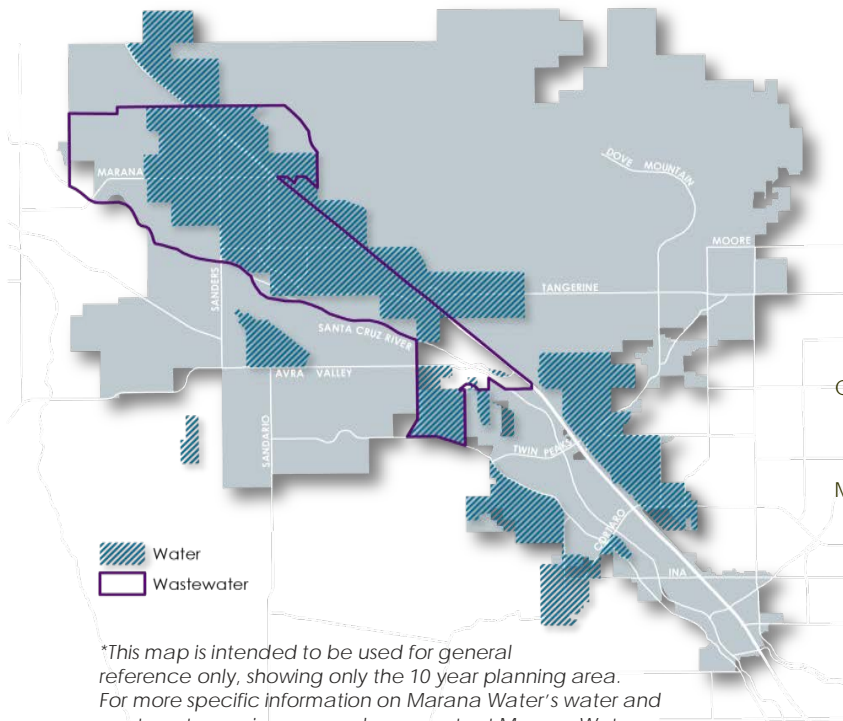 DOVE MOUNTAIN
MARANA
MOORE
SANDERS
TANGERINE
SANTA CRUZ RIVER
AVRA VALLEY
SANDARIO
TWIN PEAKS
CORTARO
INA
Water
Wastewater
*This map is intended to be used for general
reference only, showing only the 10 year planning area.
For more specific information on Marana Water's water and